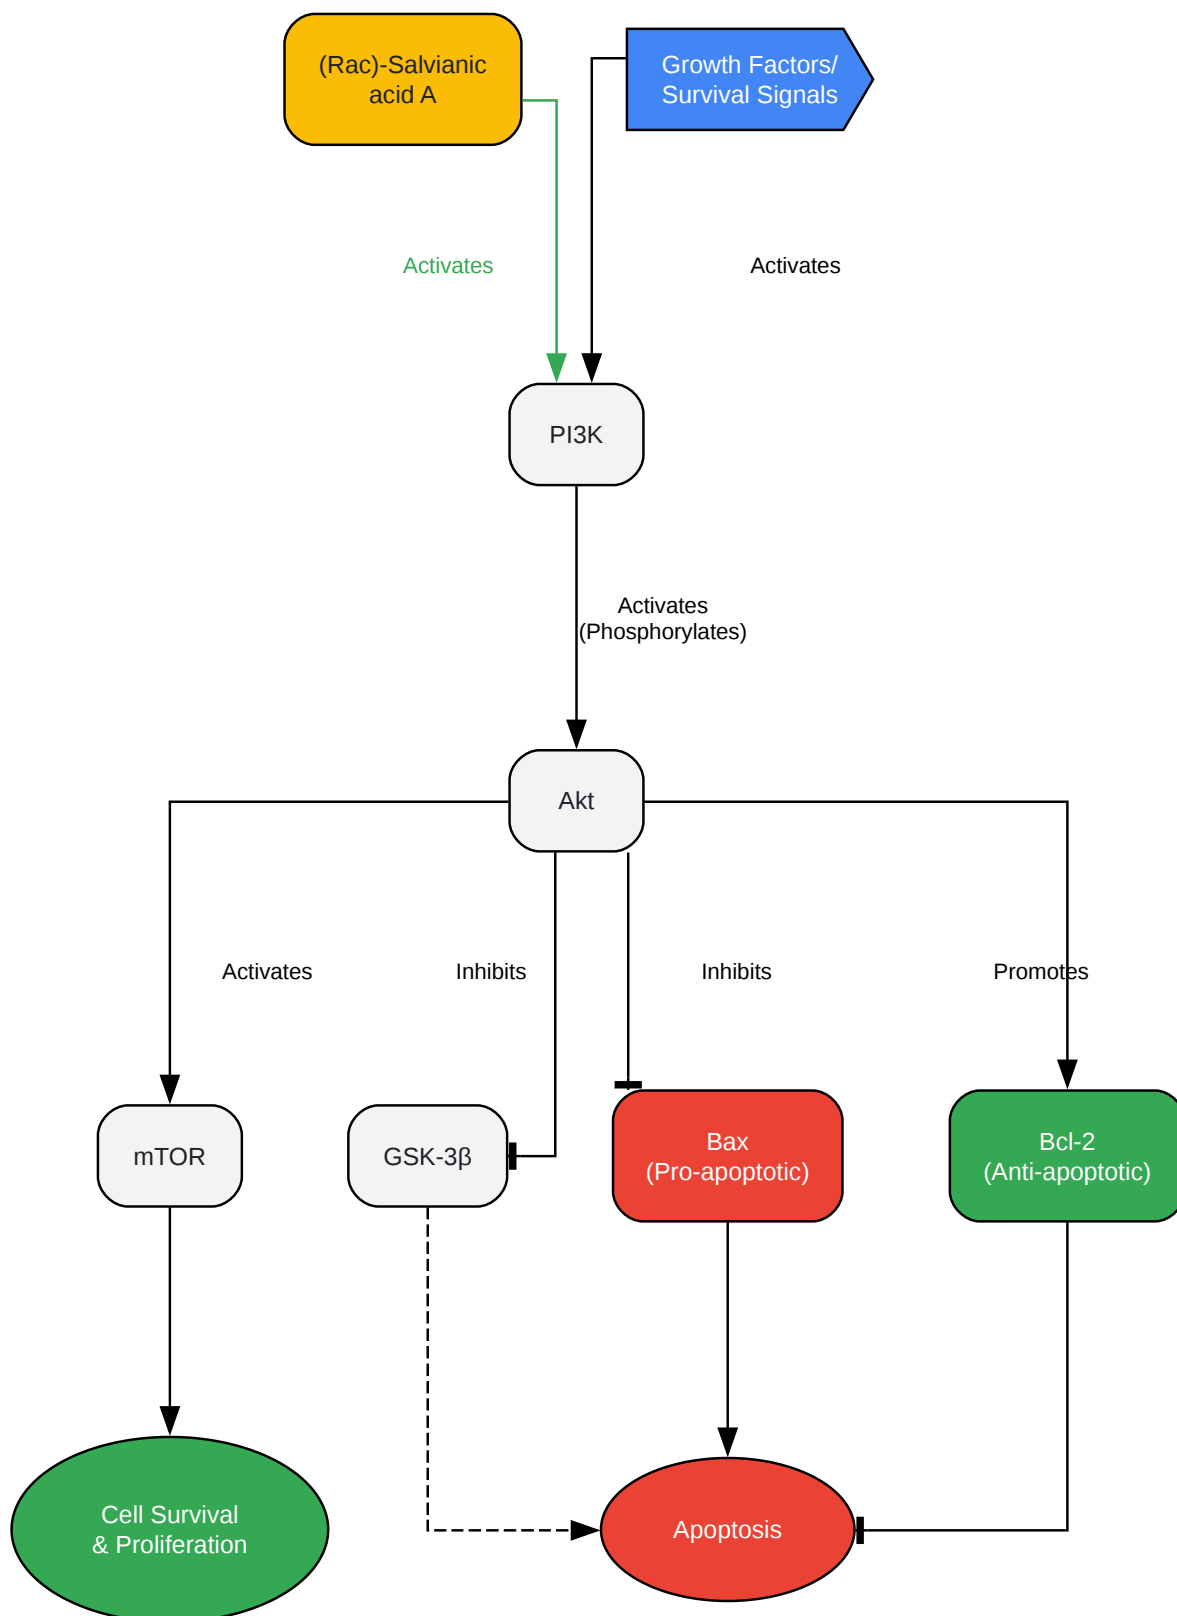 (Rac)-Salvianic
acid A
Growth Factors/
Survival Signals
Activates
Activates
PI3K
Activates
(Phosphorylates)
Akt
Activates
Inhibits
Inhibits
Promotes
mTOR
GSK-3β
Bax
(Pro-apoptotic)
Bcl-2
(Anti-apoptotic)
Cell Survival
& Proliferation
Apoptosis